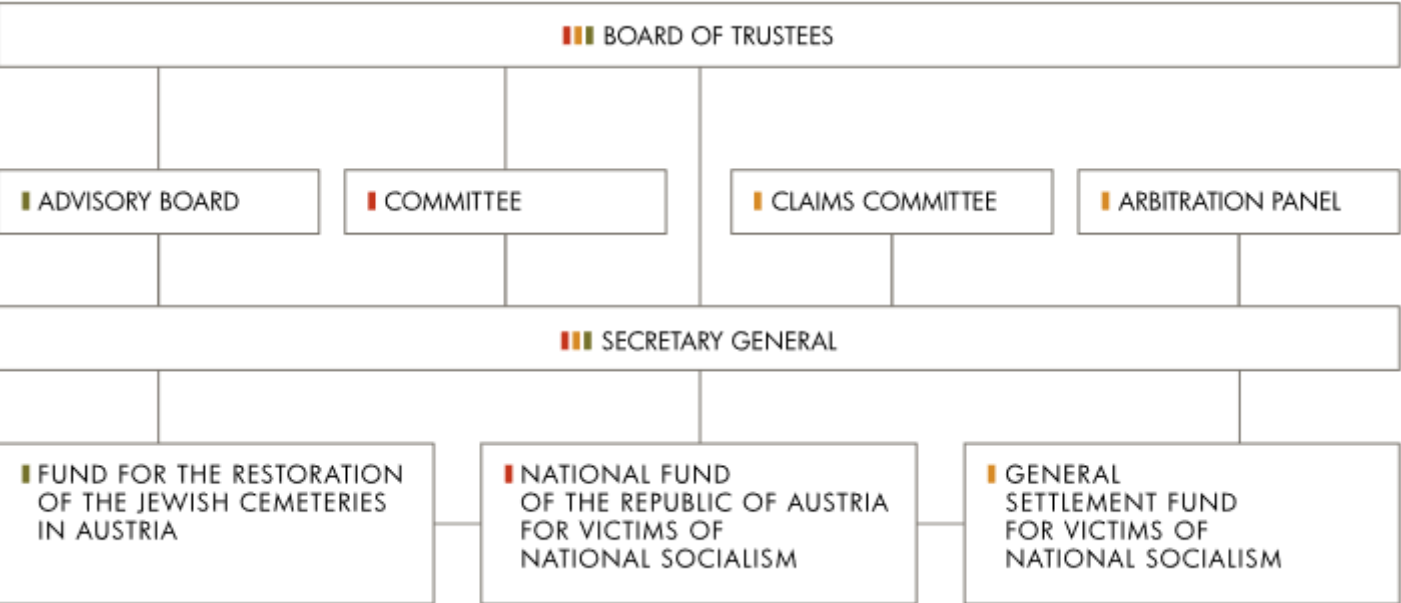 BOARD OF TRUSTEES
ADVISORY BOARD
COMMITTEE
CLAIMS COMMITTEE
ARBITRATION PANEL
SECRETARY GENERAL
FUND FOR THE RESTORATION
OF THE JEWISH CEMETERIES
IN AUSTRIA
NATIONAL FUND
OF THE REPUBLIC OF AUSTRIA
FOR VICTIMS OF
NATIONAL SOCIALISM
GENERAL
SETTLEMENT FUND
FOR VICTIMS OF
NATIONAL SOCIALISM